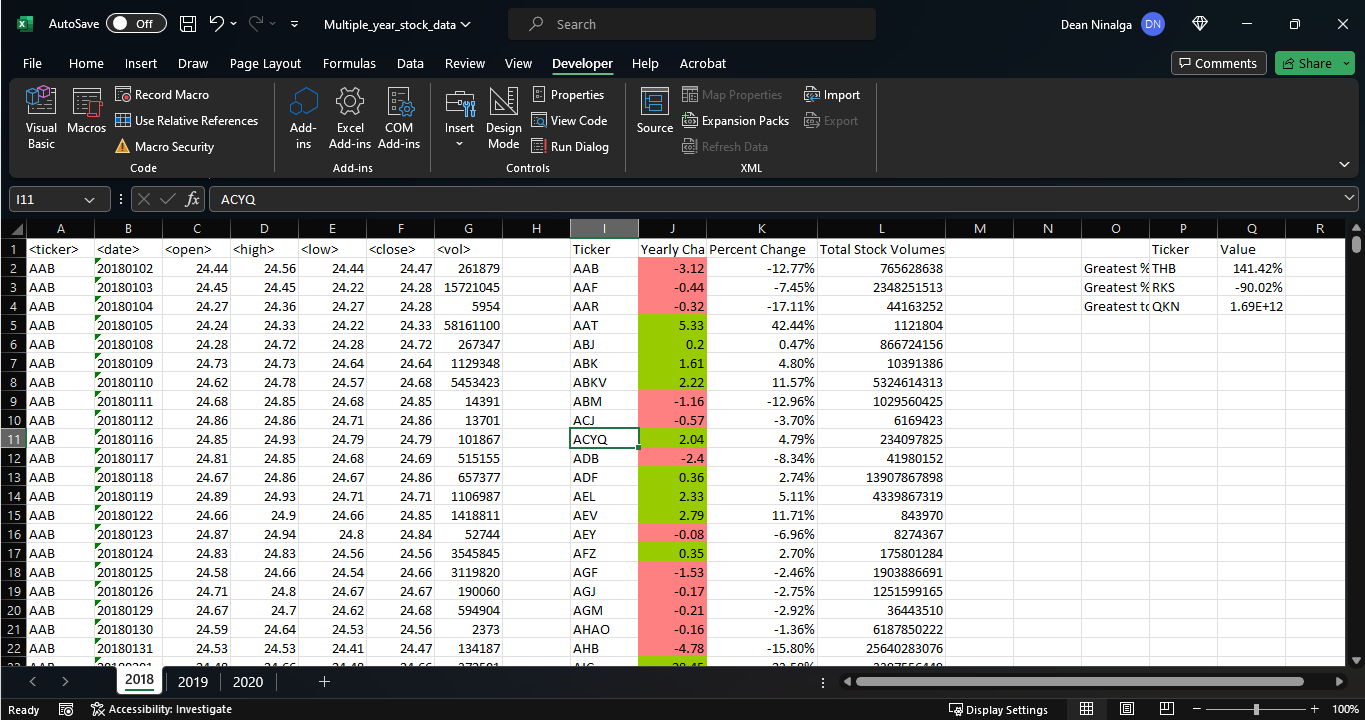 AutoSave Off Multiple_year_stock_data Search Dean Ninalga DN
File Home Insert Draw Page Layout Formulas Data Review View Developer Help Acrobat Comments Share
Visual Basic Macros Record Macro Use Relative References Macro Security Code
Add-ins Excel Add-ins COM Add-ins Add-ins
Insert Design Mode Properties View Code Run Dialog Controls
Source Map Properties Expansion Packs Refresh Data Import Export XML
I11 fx ACYQ
A B C D E F G H I J K L M N O P Q R
1 <ticker> <date> <open> <high> <low> <close> <vol> Ticker Yearly Cha Percent Change Total Stock Volumes Ticker Value
2 AAB 20180102 24.44 24.56 24.44 24.47 261879 AAB -3.12 -12.77% 765628638 Greatest % THB 141.42%
3 AAB 20180103 24.45 24.45 24.22 24.28 15721045 AAF -0.44 -7.45% 2348251513 Greatest % RKS -90.02%
4 AAB 20180104 24.27 24.36 24.27 24.28 5954 AAR -0.32 -17.11% 44163252 Greatest to QKN 1.69E+12
5 AAB 20180105 24.24 24.33 24.22 24.33 58161100 AAT 5.33 42.44% 1121804
6 AAB 20180108 24.28 24.72 24.28 24.72 267347 ABJ 0.2 0.47% 866724156
7 AAB 20180109 24.73 24.73 24.64 24.64 1129348 ABK 1.61 4.80% 10391386
8 AAB 20180110 24.62 24.78 24.57 24.68 5453423 ABKV 2.22 11.57% 5324614313
9 AAB 20180111 24.68 24.85 24.68 24.85 14391 ABM -1.16 -12.96% 1029560425
10 AAB 20180112 24.86 24.86 24.71 24.86 13701 ACJ -0.57 -3.70% 6169423
11 AAB 20180116 24.85 24.93 24.79 24.79 101867 ACYQ 2.04 4.79% 234097825
12 AAB 20180117 24.81 24.85 24.68 24.69 515155 ADB -2.4 -8.34% 41980152
13 AAB 20180118 24.67 24.86 24.67 24.86 657377 ADF 0.36 2.74% 13907867898
14 AAB 20180119 24.89 24.93 24.71 24.71 1106987 AEL 2.33 5.11% 4339867319
15 AAB 20180122 24.66 24.9 24.66 24.85 1418811 AEV 2.79 11.71% 843970
16 AAB 20180123 24.87 24.94 24.8 24.84 52744 AEY -0.08 -6.96% 8274367
17 AAB 20180124 24.83 24.83 24.56 24.56 3545845 AFZ 0.35 2.70% 175801284
18 AAB 20180125 24.58 24.66 24.54 24.66 3119820 AGF -1.53 -2.46% 1903886691
19 AAB 20180126 24.71 24.8 24.67 24.67 190060 AGJ -0.17 -2.75% 1251599165
20 AAB 20180129 24.67 24.7 24.62 24.68 594904 AGM -0.21 -2.92% 36443510
21 AAB 20180130 24.59 24.64 24.53 24.56 2373 AHAO -0.16 -1.36% 6187850222
22 AAB 20180131 24.53 24.53 24.41 24.47 134187 AHB -4.78 -15.80% 25640283076
2018 2019 2020
Ready Accessibility: Investigate Display Settings 100%